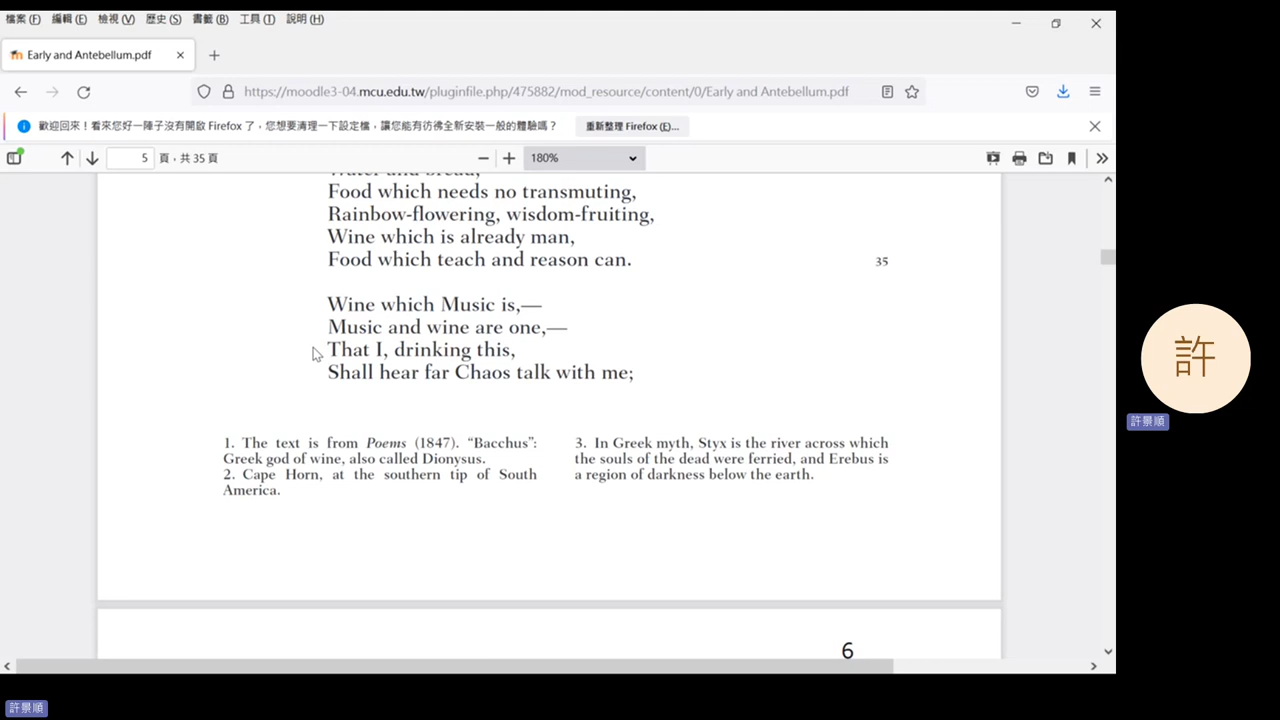 檔案(F) 編輯(E) 檢視(V) 歷史(S) 書籤(B) 工具(T) 說明(H)
Early and Antebellum.pdf
https://moodle3-04.mcu.edu.tw/pluginfile.php/475882/mod_resource/content/0/Early and Antebellum.pdf
歡迎回來！看來您好一陣子沒有開啟 Firefox 了，您想要清理一下設定檔，讓您能有彷彿全新安裝一般的體驗嗎？ 重新整理 Firefox (E)...
5 頁，共 35 頁 180%
Water and bread,
Food which needs no transmuting,
Rainbow-flowering, wisdom-fruiting,
Wine which is already man,
Food which teach and reason can. 35
Wine which Music is,—
Music and wine are one,—
That I, drinking this,
Shall hear far Chaos talk with me;
1. The text is from Poems (1847). “Bacchus”:
Greek god of wine, also called Dionysus.
2. Cape Horn, at the southern tip of South
America.
3. In Greek myth, Styx is the river across which
the souls of the dead were ferried, and Erebus is
a region of darkness below the earth.
6
許
許景順
許景順